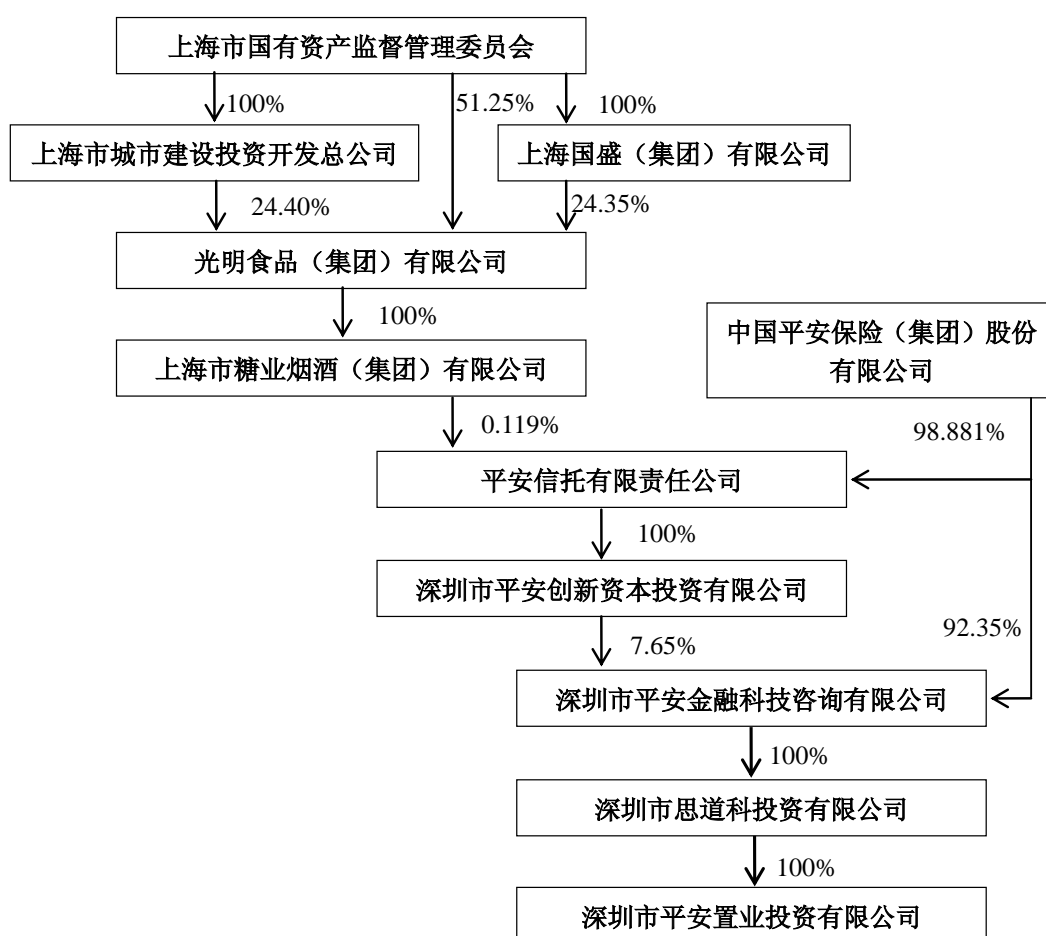 上海市国有资产监督管理委员会
100%
51.25%
100%
上海市城市建设投资开发总公司
上海国盛（集团）有限公司
24.40%
24.35%
光明食品（集团）有限公司
100%
中国平安保险（集团）股份
有限公司
上海市糖业烟酒（集团）有限公司
0.119%
98.881%
平安信托有限责任公司
100%
深圳市平安创新资本投资有限公司
92.35%
7.65%
深圳市平安金融科技咨询有限公司
100%
深圳市思道科投资有限公司
100%
深圳市平安置业投资有限公司